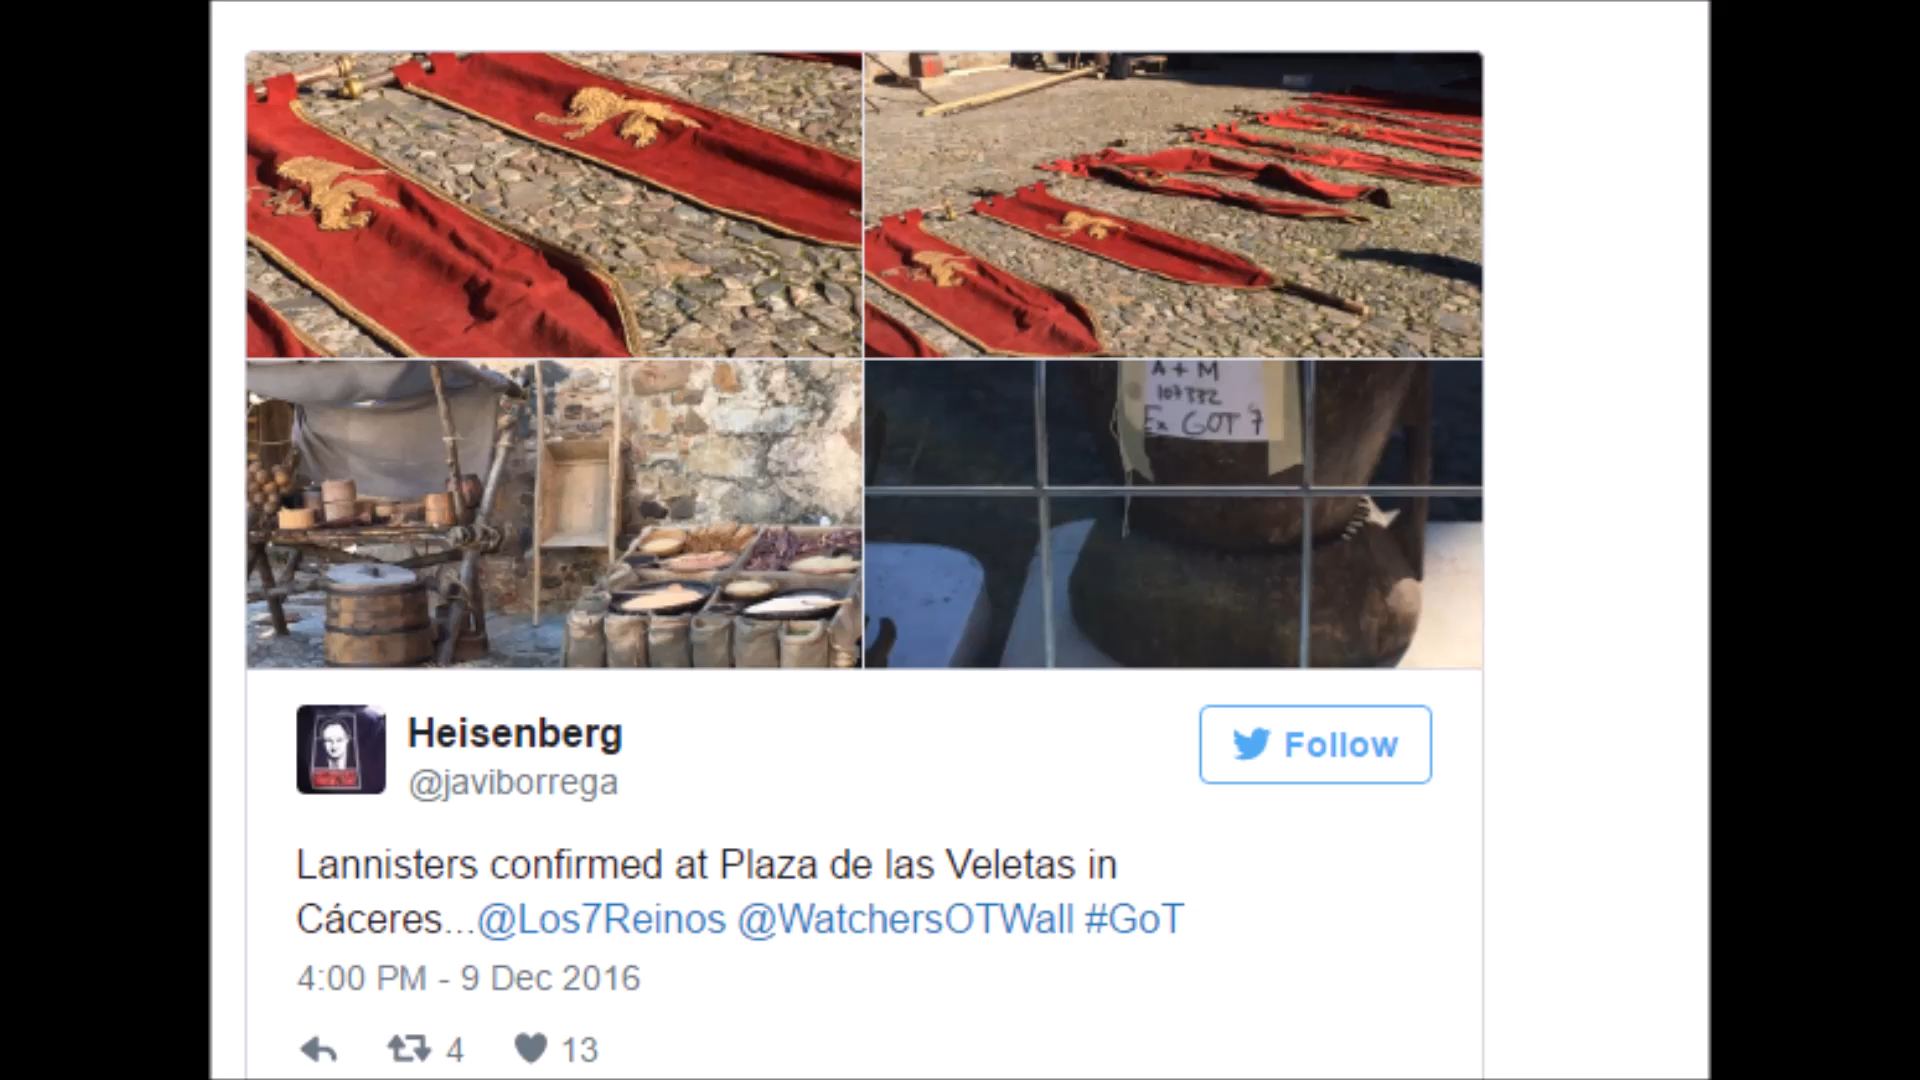 A + M
107332
Ex GOT 7
Heisenberg
@javiborrega
Follow
Lannisters confirmed at Plaza de las Veletas in
Cáceres...@Los7Reinos @WatchersOTWall #GoT
4:00 PM - 9 Dec 2016
4
13